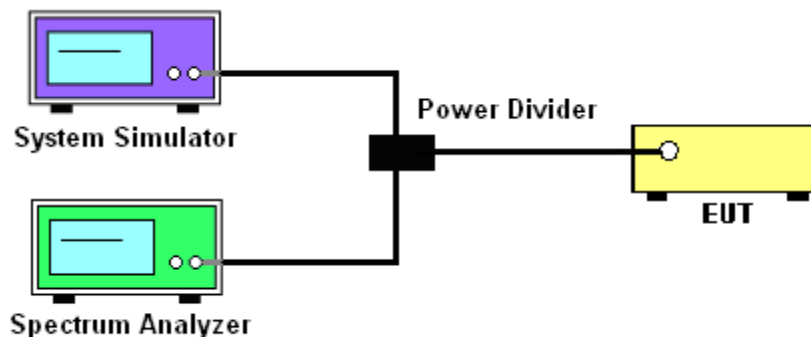 System Simulator
Power Divider
EUT
Spectrum Analyzer